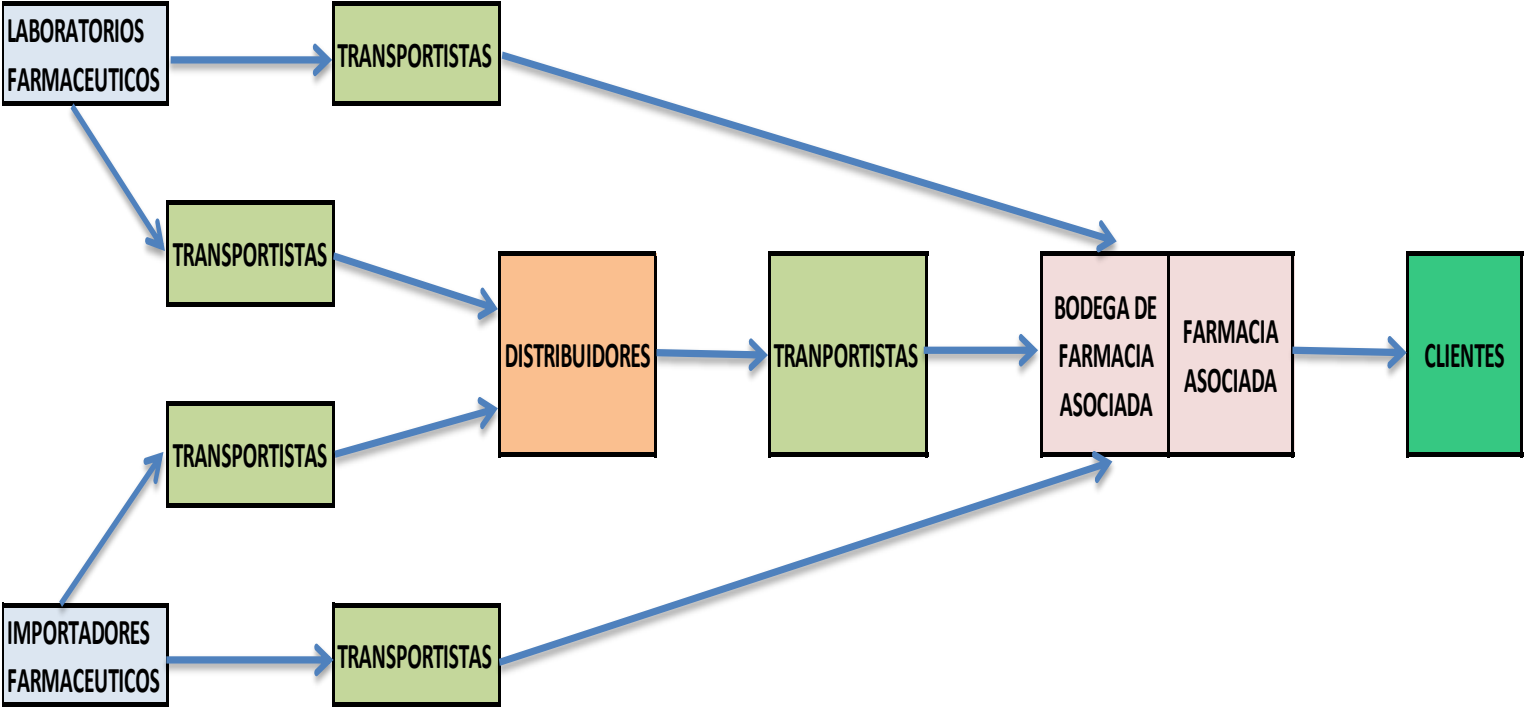 LABORATORIOS
FARMACEUTICOS
TRANSPORTISTAS
TRANSPORTISTAS
DISTRIBUIDORES
TRANPORTISTAS
BODEGA DE
FARMACIA
ASOCIADA
FARMACIA
ASOCIADA
CLIENTES
TRANSPORTISTAS
IMPORTADORES
FARMACEUTICOS
TRANSPORTISTAS